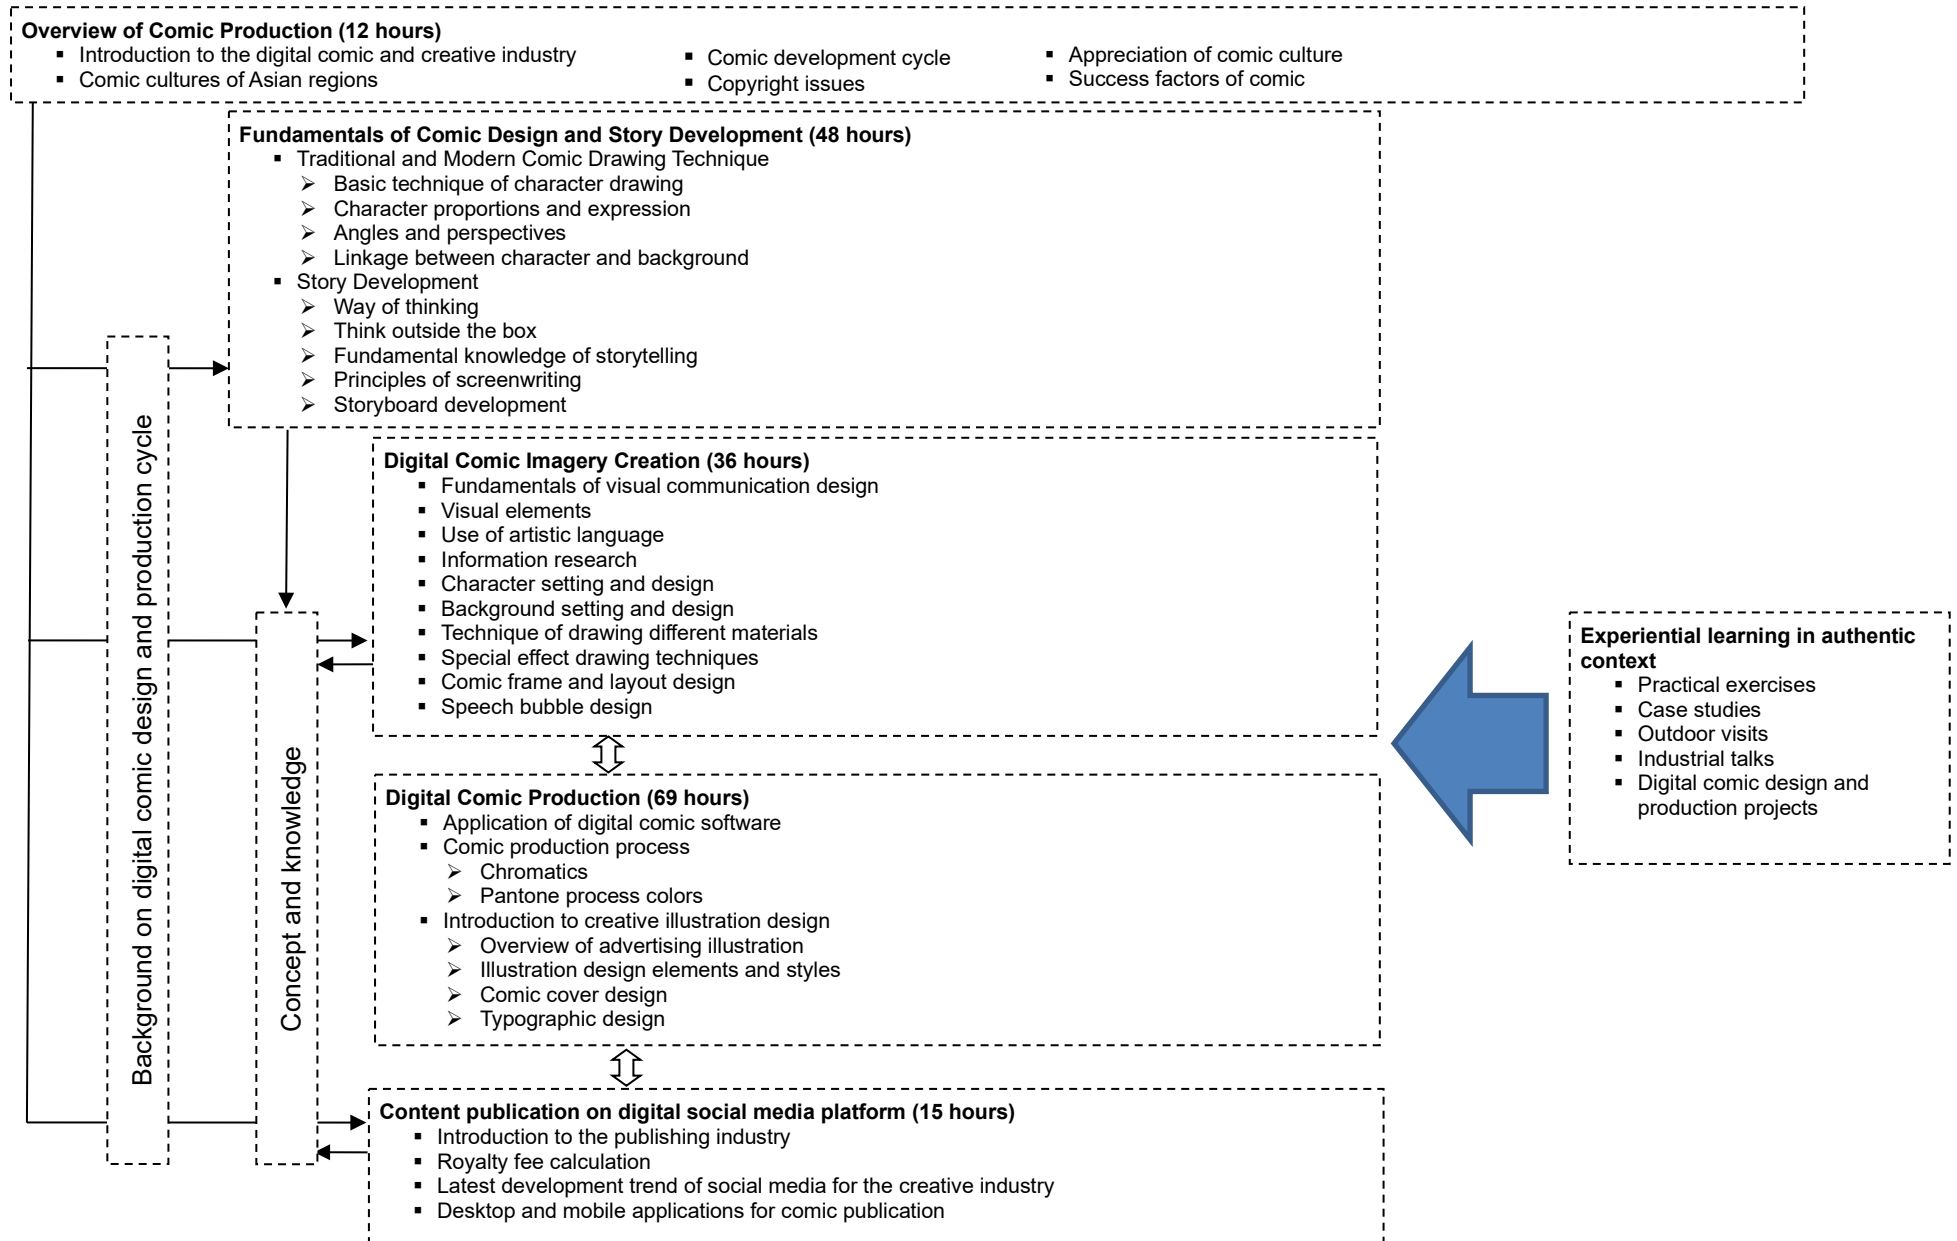 Overview of Comic Production (12 hours)
▪ Introduction to the digital comic and creative industry
▪ Comic cultures of Asian regions
▪ Comic development cycle
▪ Copyright issues
▪ Appreciation of comic culture
▪ Success factors of comic
Fundamentals of Comic Design and Story Development (48 hours)
▪ Traditional and Modern Comic Drawing Technique
➢ Basic technique of character drawing
➢ Character proportions and expression
➢ Angles and perspectives
➢ Linkage between character and background
▪ Story Development
➢ Way of thinking
➢ Think outside the box
➢ Fundamental knowledge of storytelling
➢ Principles of screenwriting
➢ Storyboard development
Background on digital comic design and production cycle
Concept and knowledge
Digital Comic Imagery Creation (36 hours)
▪ Fundamentals of visual communication design
▪ Visual elements
▪ Use of artistic language
▪ Information research
▪ Character setting and design
▪ Background setting and design
▪ Technique of drawing different materials
▪ Special effect drawing techniques
▪ Comic frame and layout design
▪ Speech bubble design
Digital Comic Production (69 hours)
▪ Application of digital comic software
▪ Comic production process
➢ Chromatics
➢ Pantone process colors
▪ Introduction to creative illustration design
➢ Overview of advertising illustration
➢ Illustration design elements and styles
➢ Comic cover design
➢ Typographic design
Content publication on digital social media platform (15 hours)
▪ Introduction to the publishing industry
▪ Royalty fee calculation
▪ Latest development trend of social media for the creative industry
▪ Desktop and mobile applications for comic publication
Experiential learning in authentic
context
▪ Practical exercises
▪ Case studies
▪ Outdoor visits
▪ Industrial talks
▪ Digital comic design and
production projects